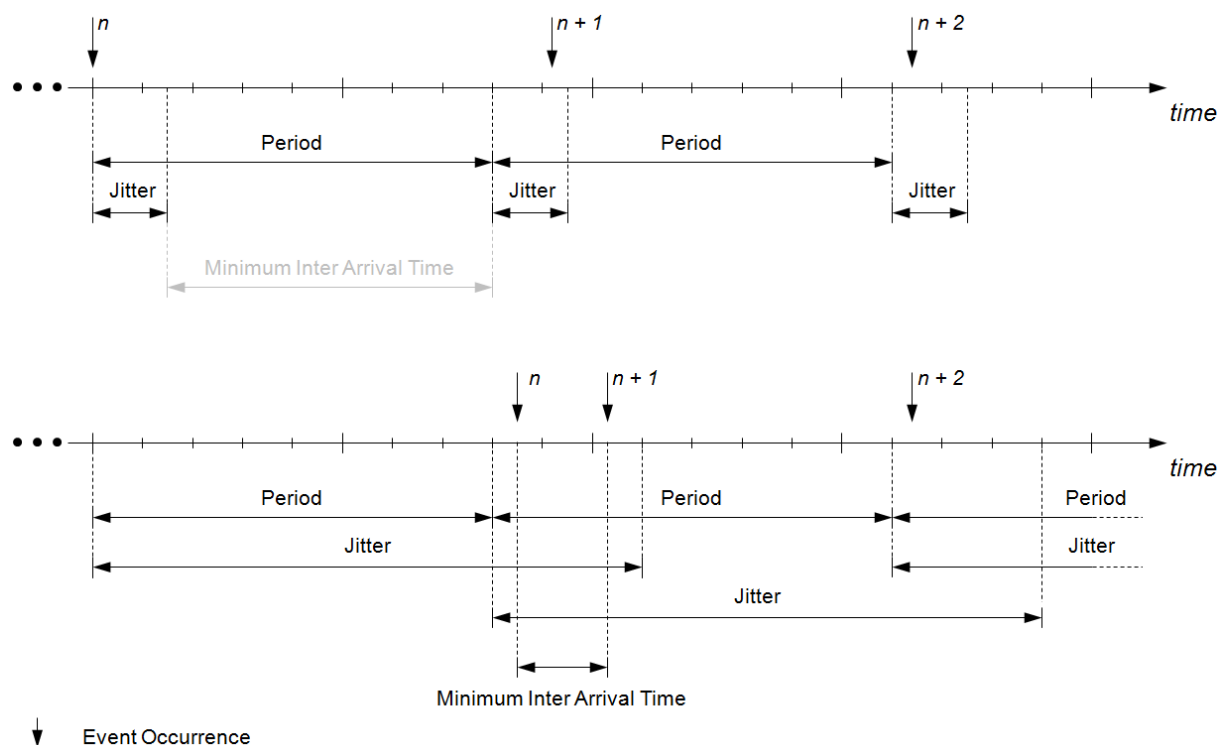 n
n + 1
n + 2
time
Period
Period
Jitter
Jitter
Jitter
Minimum Inter Arrival Time
n
n + 1
n + 2
time
Period
Period
Period
Jitter
Jitter
Jitter
Minimum Inter Arrival Time
Event Occurrence